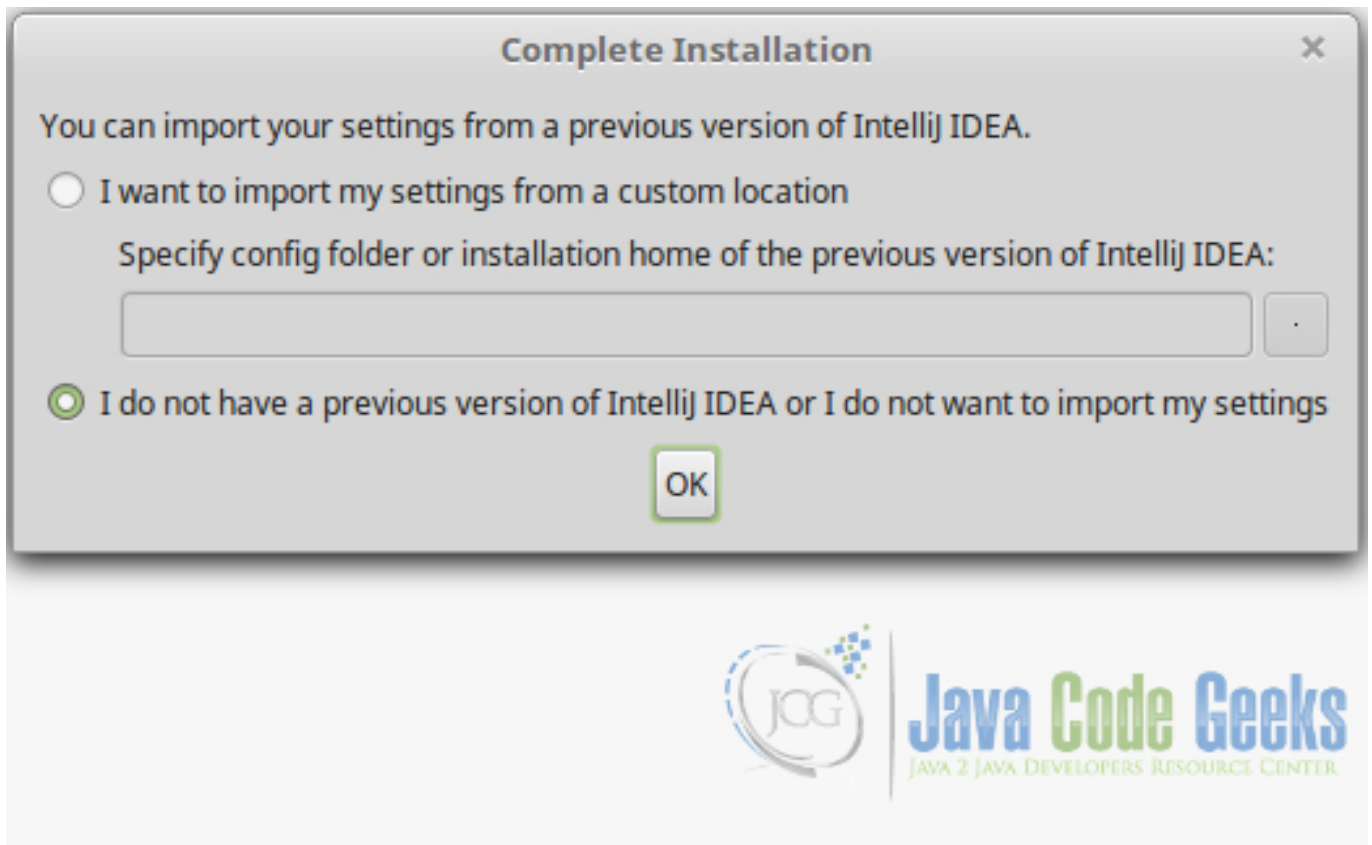 Complete Installation
You can import your settings from a previous version of IntelliJ IDEA.
I want to import my settings from a custom location
Specify config folder or installation home of the previous version of IntelliJ IDEA:
.
I do not have a previous version of IntelliJ IDEA or I do not want to import my settings
OK
JCG
Java Code Geeks
JAVA 2 JAVA DEVELOPERS RESOURCE CENTER